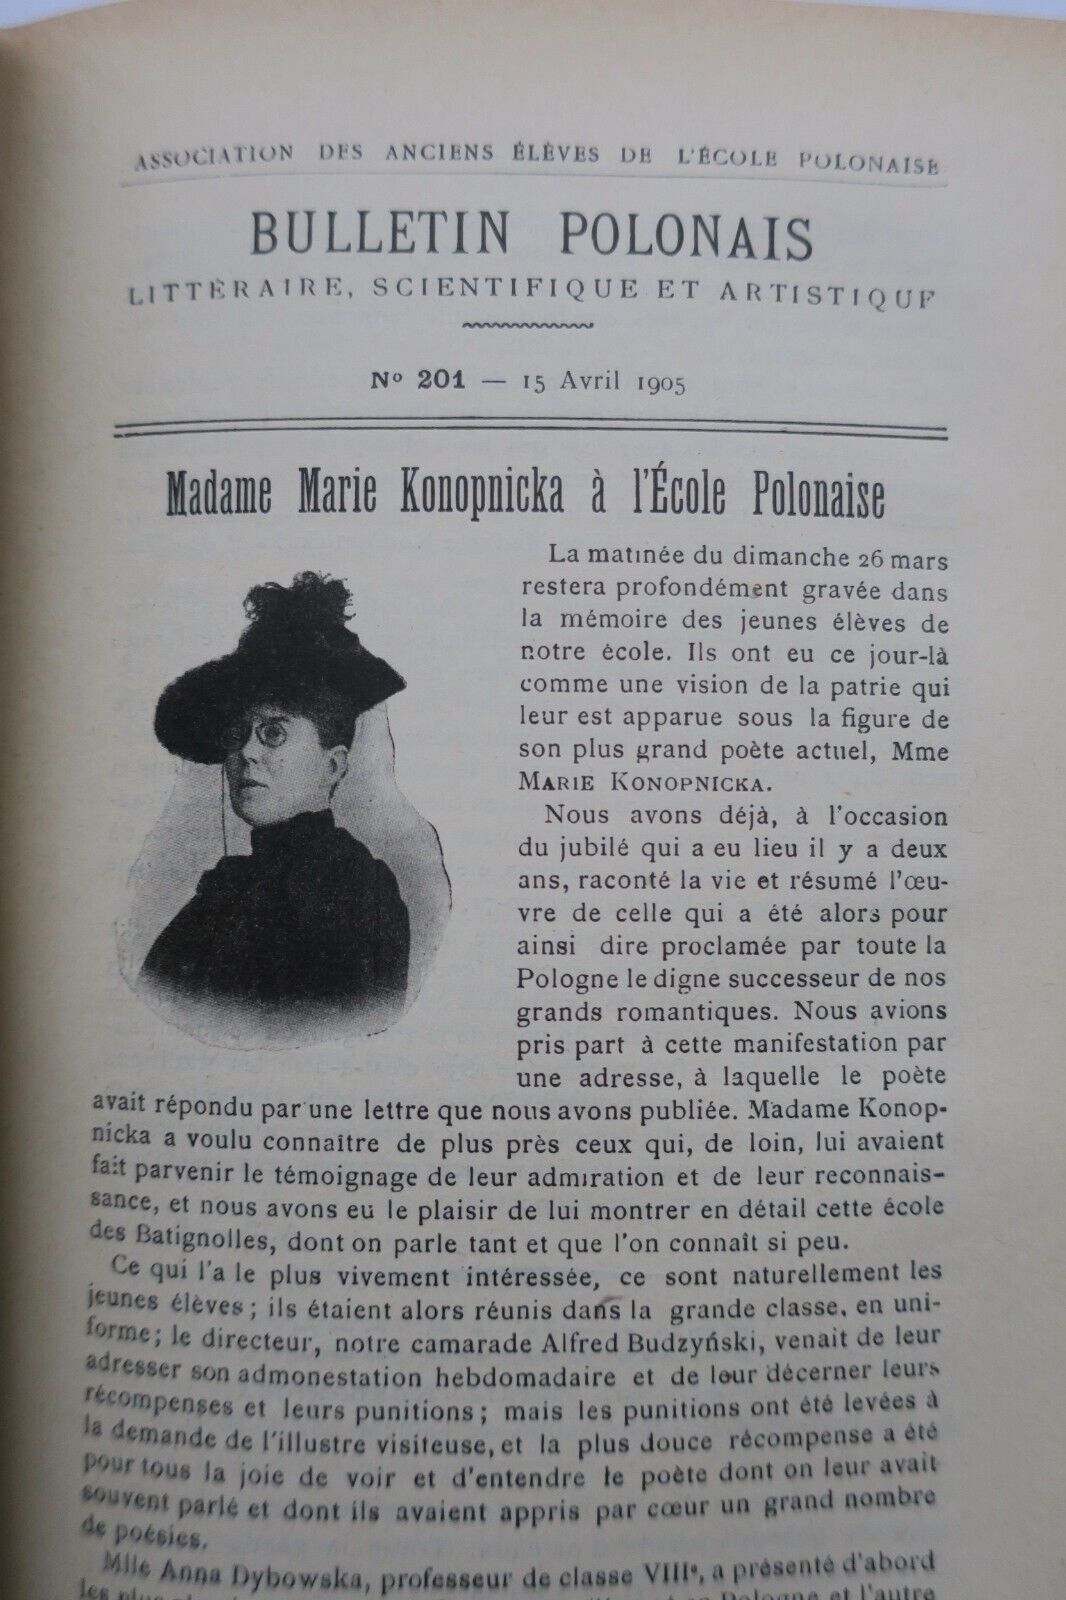 ASSOCIATION DES ANCIENS ÉLÈVES DE L'ÉCOLE POLONAISE
BULLETIN POLONAIS
LITTÉRAIRE, SCIENTIFIQUE ET ARTISTIQUE
Nº 201 — 15 Avril 1905
Madame Marie Konopnicka à l'École Polonaise
La matinée du dimanche 26 mars
restera profondément gravée dans
la mémoire des jeunes élèves de
notre école. Ils ont eu ce jour-là
comme une vision de la patrie qui
leur est apparue sous la figure de
son plus grand poète actuel, Mme
MARIE KONOPNICKA.
Nous avons déjà, à l'occasion
du jubilé qui a eu lieu il y a deux
ans, raconté la vie et résumé l'œu-
vre de celle qui a été alors pour
ainsi dire proclamée par toute la
Pologne le digne successeur de nos
grands romantiques. Nous avions
pris part à cette manifestation par
une adresse, à laquelle le poète
avait répondu par une lettre que nous avons publiée. Madame Konop-
nicka a voulu connaître de plus près ceux qui, de loin, lui avaient
fait parvenir le témoignage de leur admiration et de leur reconnais-
sance, et nous avons eu le plaisir de lui montrer en détail cette école
des Batignolles, dont on parle tant et que l'on connaît si peu.
Ce qui l'a le plus vivement intéressée, ce sont naturellement les
jeunes élèves ; ils étaient alors réunis dans la grande classe, en uni-
forme ; le directeur, notre camarade Alfred Budzyński, venait de leur
adresser son admonestation hebdomadaire et de leur décerner leurs
récompenses et leurs punitions ; mais les punitions ont été levées à
la demande de l'illustre visiteuse, et la plus douce récompense a été
pour tous la joie de voir et d'entendre le poète dont on leur avait
souvent parlé et dont ils avaient appris par cœur un grand nombre
de poésies.
Mlle Anna Dybowska, professeur de classe VIIIe, a présenté d'abord
les plus en Pologne et l'autre